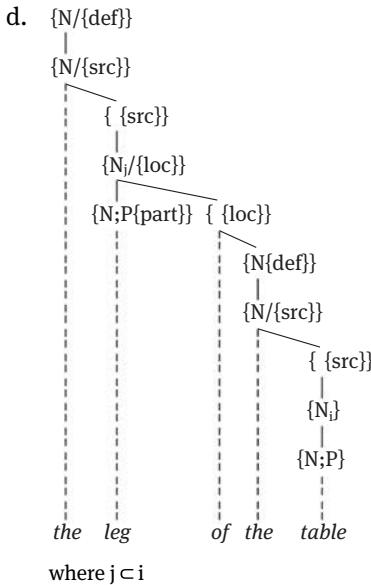 d. {N/{def}}
{N/{src}}
{ {src}}
{Nⱼ/{loc}}
{N;P{part}} { {loc}}
{N{def}}
{N/{src}}
{ {src}}
{Nᵢ}
{N;P}
the leg of the table
where j ⊂ i